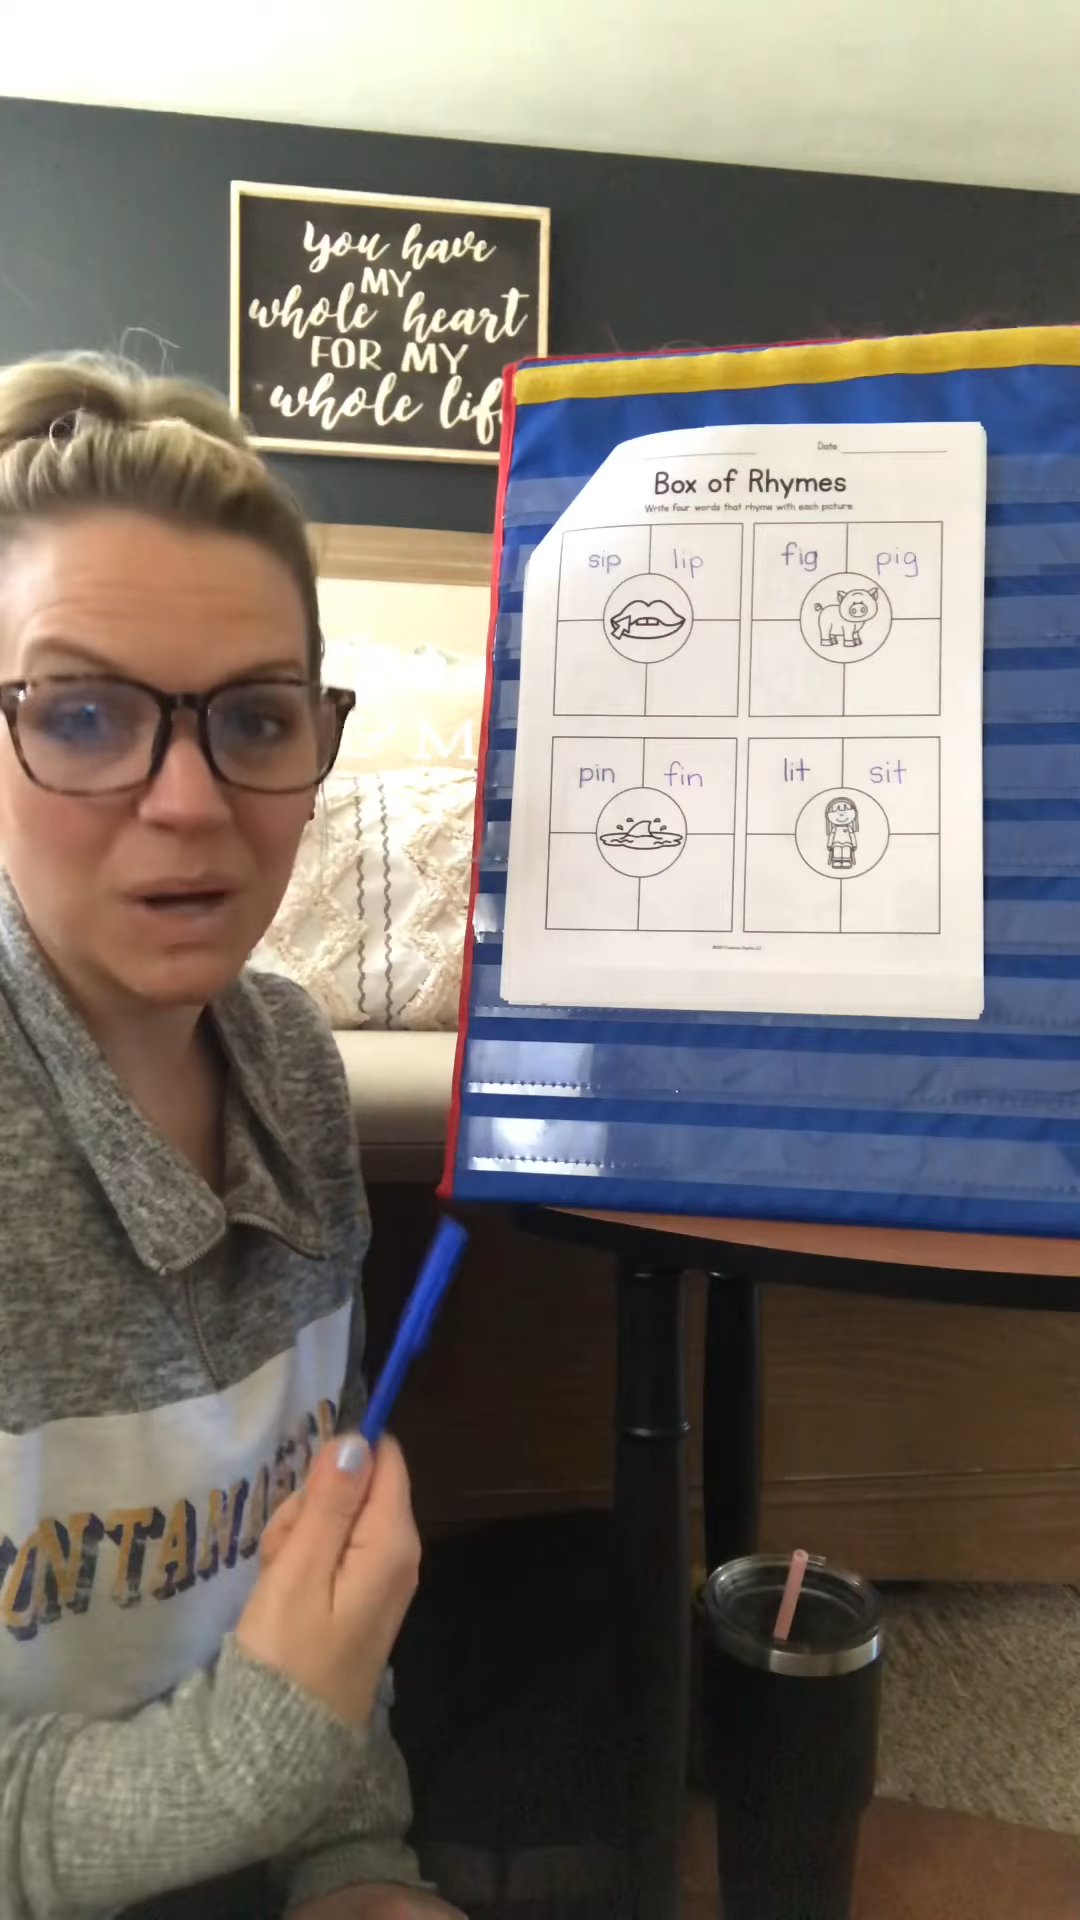 You have
MY
whole heart
FOR MY
whole lif
Date
Box of Rhymes
Write four words that rhyme with each picture.
sip lip
fig pig
pin fin
lit sit
M
NTANA